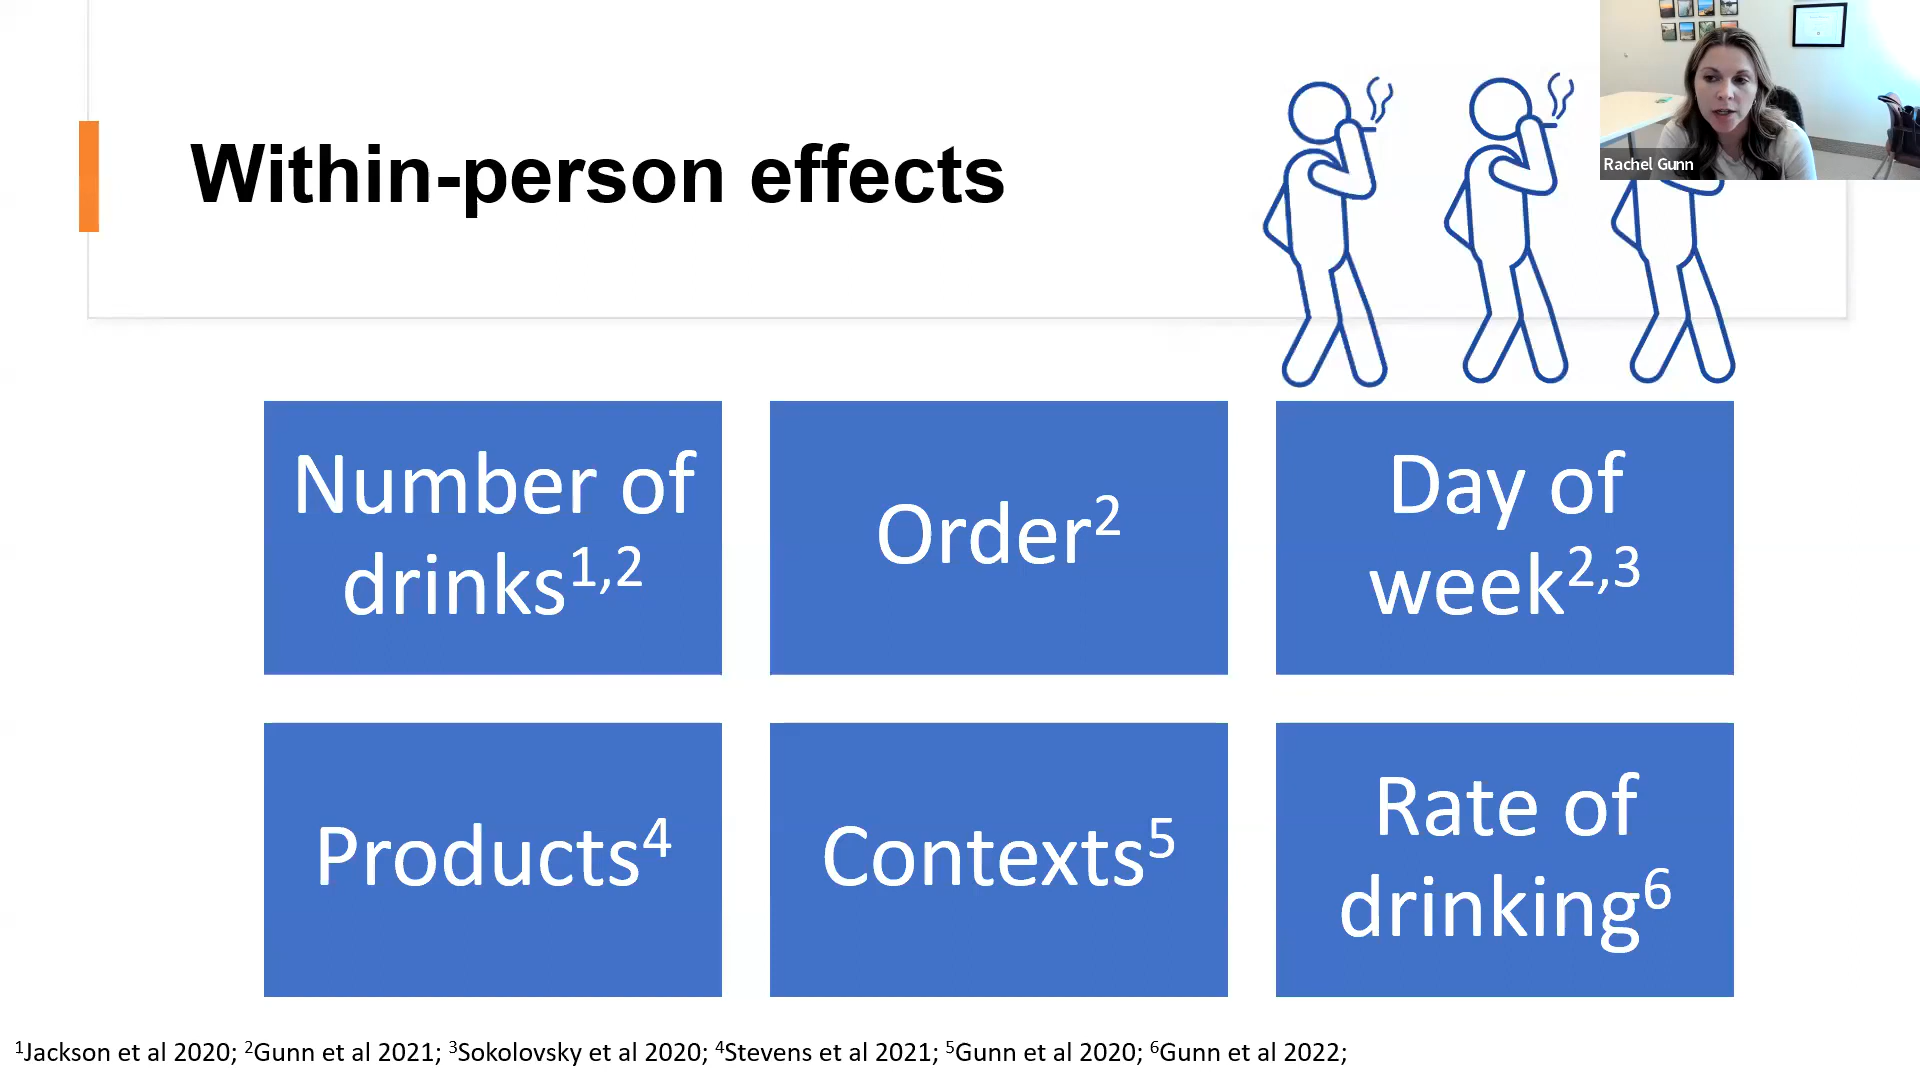 Within-person effects
Rachel Gunn
Number of
drinks1,2
Order2
Day of
week2,3
Products4
Contexts5
Rate of
drinking6
1Jackson et al 2020; 2Gunn et al 2021; 3Sokolovsky et al 2020; 4Stevens et al 2021; 5Gunn et al 2020; 6Gunn et al 2022;